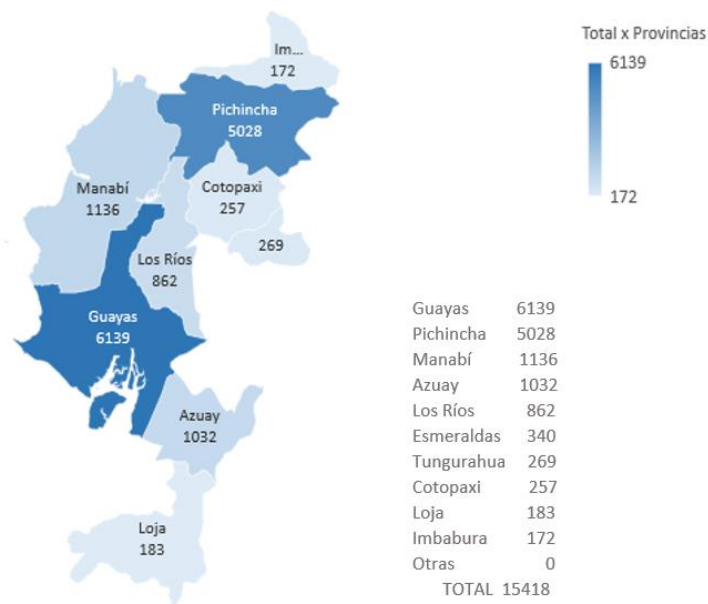 Total x Provincias
6139
172
Im...
172
Pichincha
5028
Cotopaxi
257
Manabí
1136
269
Los Ríos
862
Guayas
6139
Azuay
1032
Loja
183
Guayas 6139
Pichincha 5028
Manabí 1136
Azuay 1032
Los Ríos 862
Esmeraldas 340
Tungurahua 269
Cotopaxi 257
Loja 183
Imbabura 172
Otras 0
TOTAL 15418